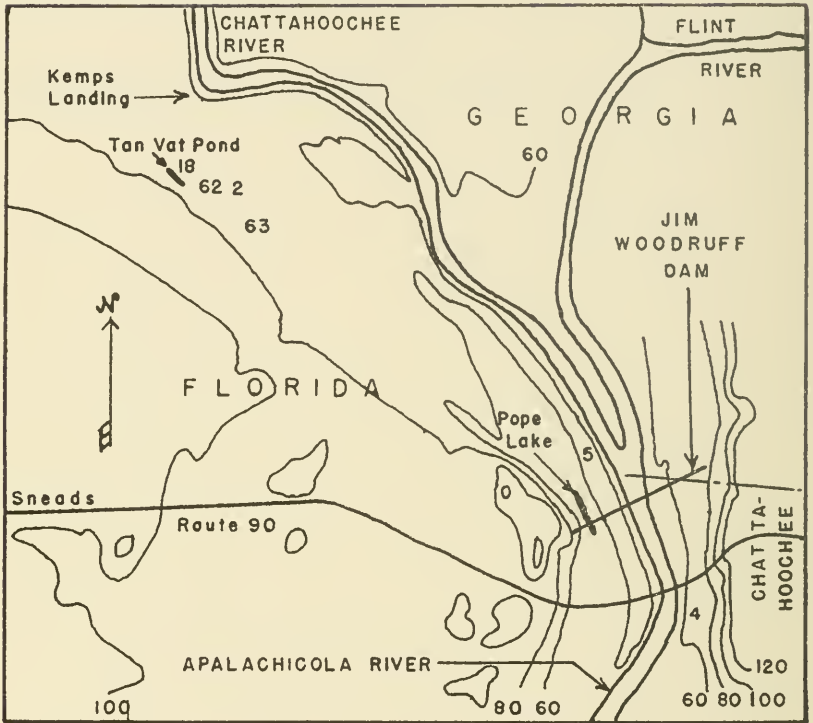 CHATTAHOOCHEE
RIVER
FLINT
RIVER
Kemps
Landing
GEORGIA
Tan Vat Pond
18
62 2
63
60
JIM
WOODRUFF
DAM
N
FLORIDA
Pope
Lake
5
Sneads
Route 90
CHATTA-
HOOCHEE
4
APALACHICOLA RIVER
120
100
80 60
60 80 100